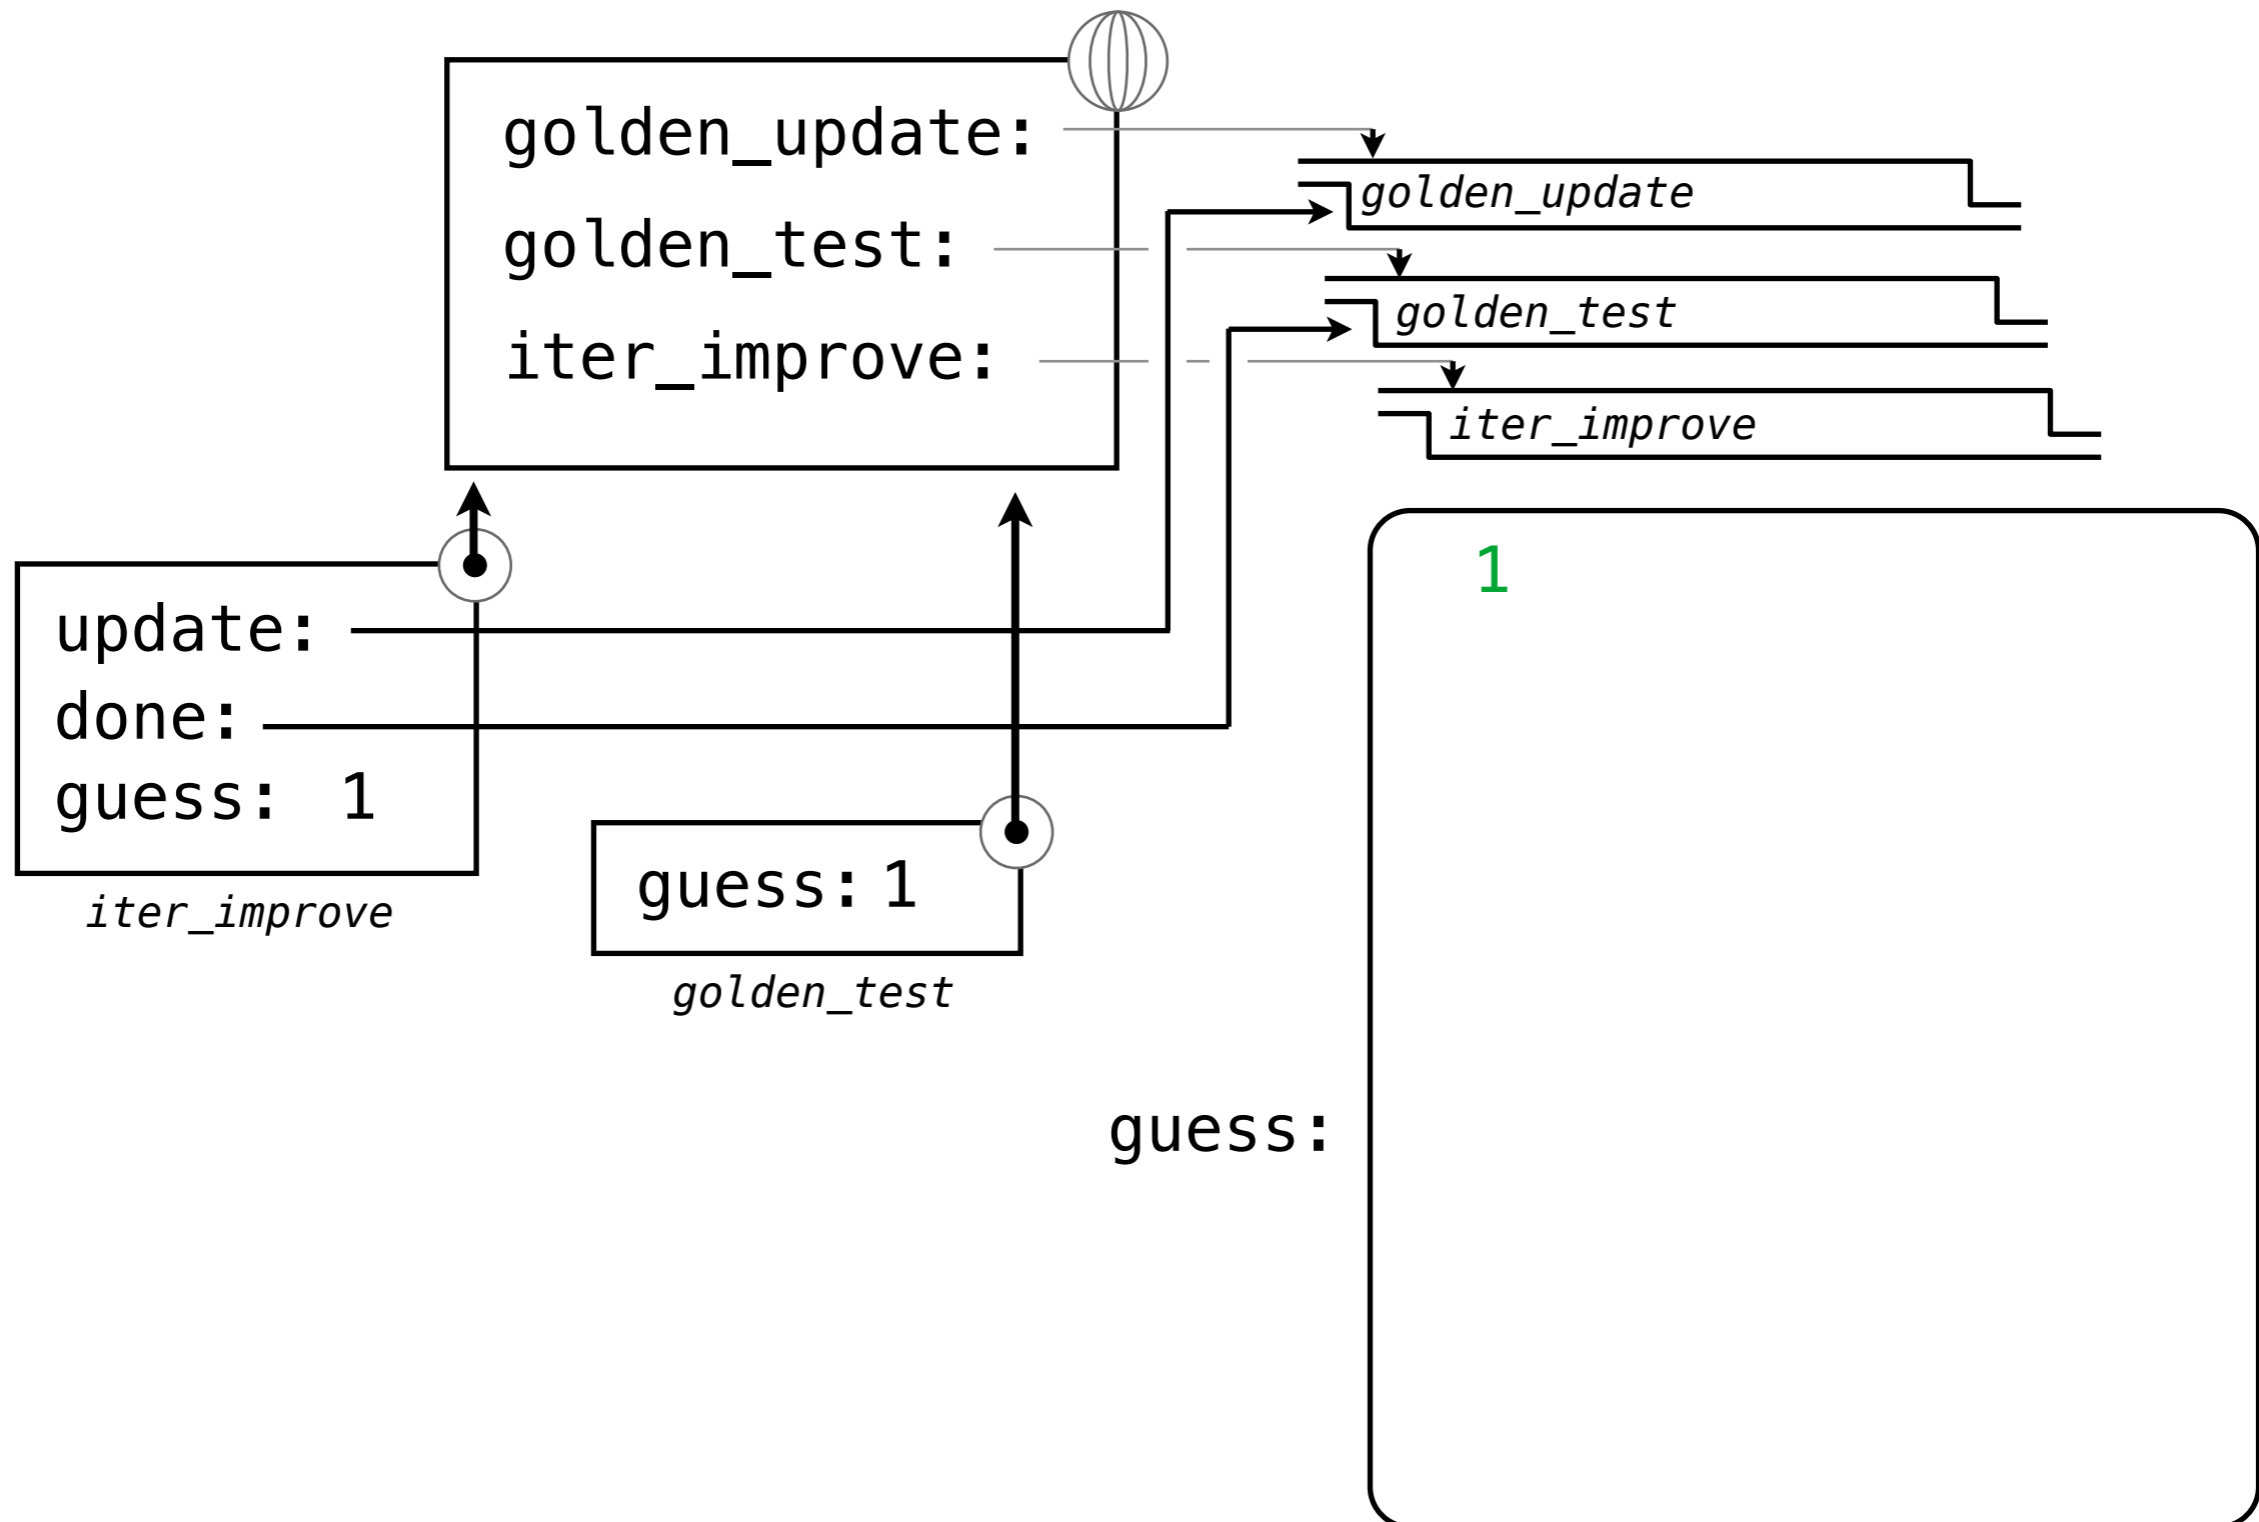 golden_update:
golden_update
golden_test:
golden_test
iter_improve:
iter_improve
1
update:
done:
guess: 1
iter_improve
guess: 1
golden_test
guess: